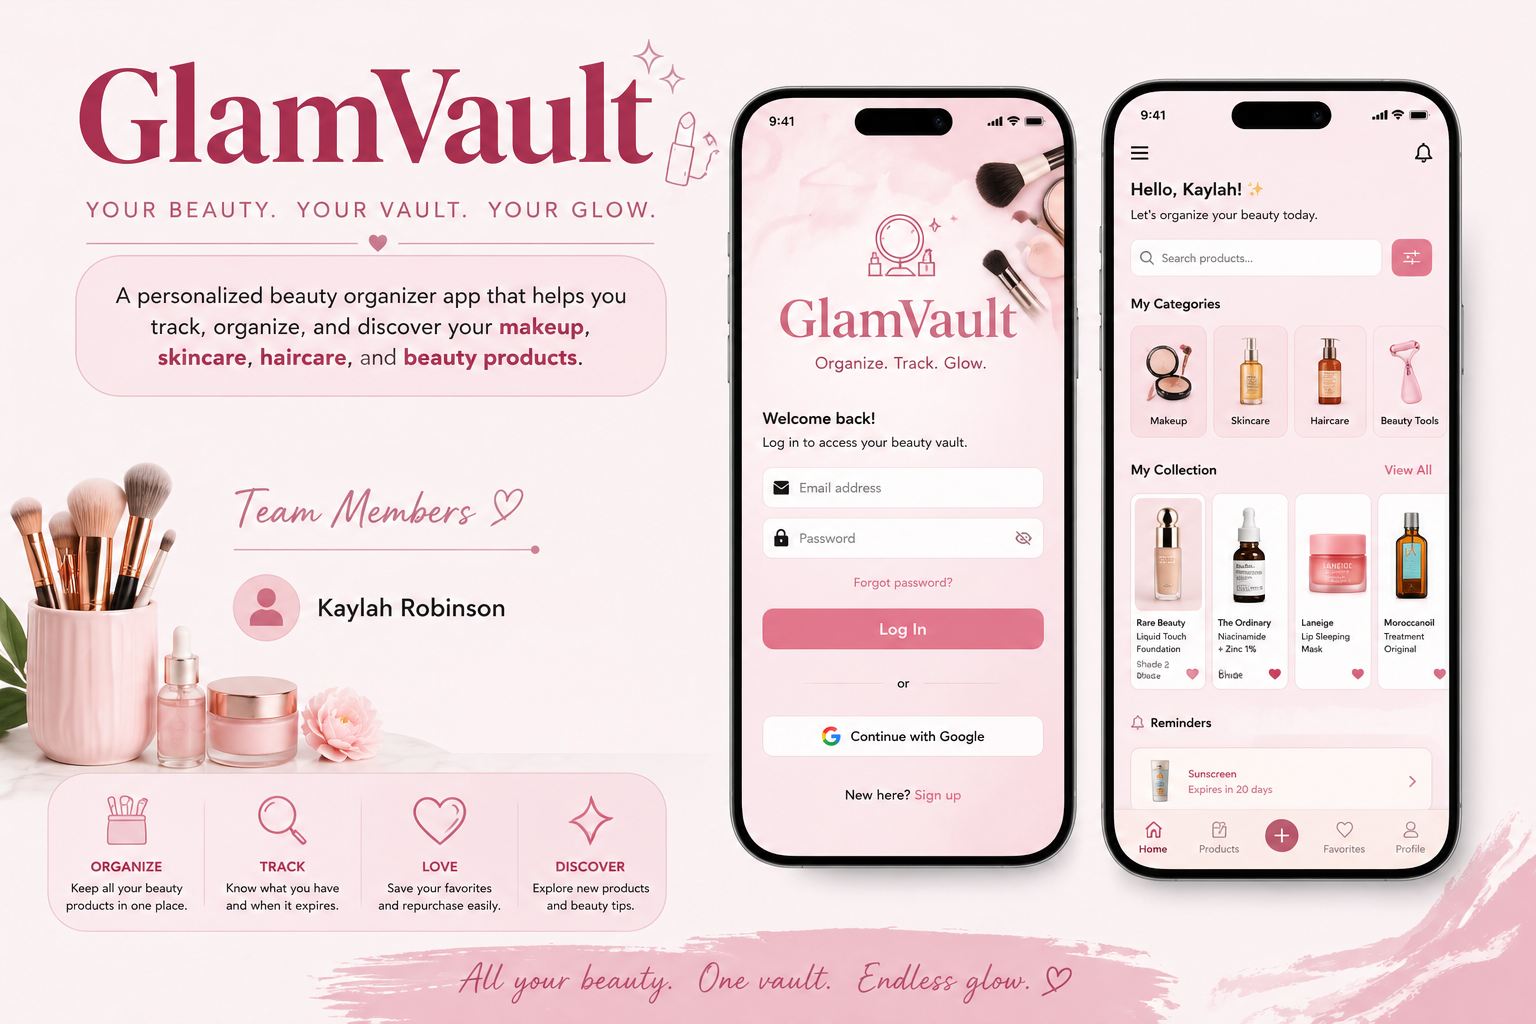 GlamVault
YOUR BEAUTY. YOUR VAULT. YOUR GLOW.
A personalized beauty organizer app that helps you
track, organize, and discover your makeup,
skincare, haircare, and beauty products.
Team Members
Kaylah Robinson
ORGANIZE
Keep all your beauty
products in one place.
TRACK
Know what you have
and when it expires.
LOVE
Save your favorites
and repurchase easily.
DISCOVER
Explore new products
and beauty tips.
9:41
GlamVault
Organize. Track. Glow.
Welcome back!
Log in to access your beauty vault.
Email address
Password
Forgot password?
Log In
or
Continue with Google
New here? Sign up
9:41
Hello, Kaylah!
Let's organize your beauty today.
Search products...
My Categories
Makeup
Skincare
Haircare
Beauty Tools
My Collection
View All
LANEIGE
Rare Beauty
Liquid Touch
Foundation
Shade 2
The Ordinary
Niacinamide
+ Zinc 1%
Laneige
Lip Sleeping
Mask
Moroccanoil
Treatment
Original
Reminders
Sunscreen
Expires in 20 days
Home
Products
Favorites
Profile
All your beauty. One vault. Endless glow.